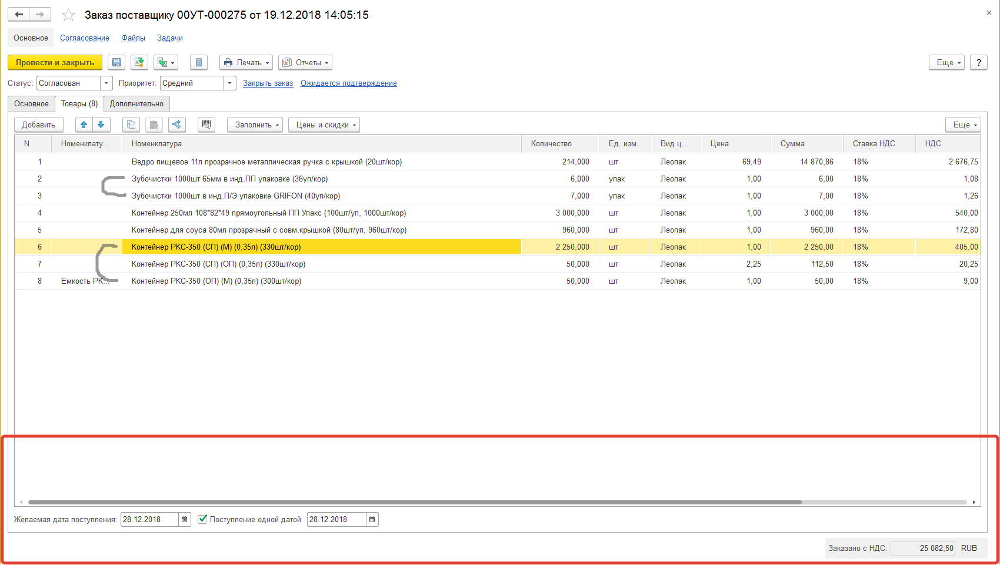 Заказ поставщику 00УТ-000275 от 19.12.2018 14:05:15
Основное Согласование Файлы Задачи
Провести и закрыть Печать Отчеты Еще ?
Статус: Согласован Приоритет: Средний Закрыть заказ Ожидается подтверждение
Основное Товары (8) Дополнительно
Добавить Заполнить Цены и скидки Еще
N Номенклату... Номенклатура Количество Ед. изм. Вид ц... Цена Сумма Ставка НДС НДС
1 Ведро пищевое 11л прозрачное металлическая ручка с крышкой (20шт/кор) 214,000 шт Леопак 69,49 14 870,86 18% 2 676,75
2 Зубочистки 1000шт 65мм в инд.ПП упаковке (36уп/кор) 6,000 упак Леопак 1,00 6,00 18% 1,08
3 Зубочистки 1000шт в инд.П/Э упаковке GRIFON (40уп/кор) 7,000 упак Леопак 1,00 7,00 18% 1,26
4 Контейнер 250мл 108*82*49 прямоугольный ПП Упакс (100шт/уп, 1000шт/кор) 3 000,000 шт Леопак 1,00 3 000,00 18% 540,00
5 Контейнер для соуса 80мл прозрачный с совм.крышкой (80шт/уп, 960шт/кор) 960,000 шт Леопак 1,00 960,00 18% 172,80
6 Контейнер РКС-350 (СП) (М) (0,35л) (330шт/кор) 2 250,000 шт Леопак 1,00 2 250,00 18% 405,00
7 Контейнер РКС-350 (СП) (ОП) (0,35л) (330шт/кор) 50,000 шт Леопак 2,25 112,50 18% 20,25
8 Емкость РК... Контейнер РКС-350 (ОП) (М) (0,35л) (300шт/кор) 50,000 шт Леопак 1,00 50,00 18% 9,00
Желаемая дата поступления: 28.12.2018 Поступление одной датой 28.12.2018
Заказано с НДС: 25 082,50 RUB